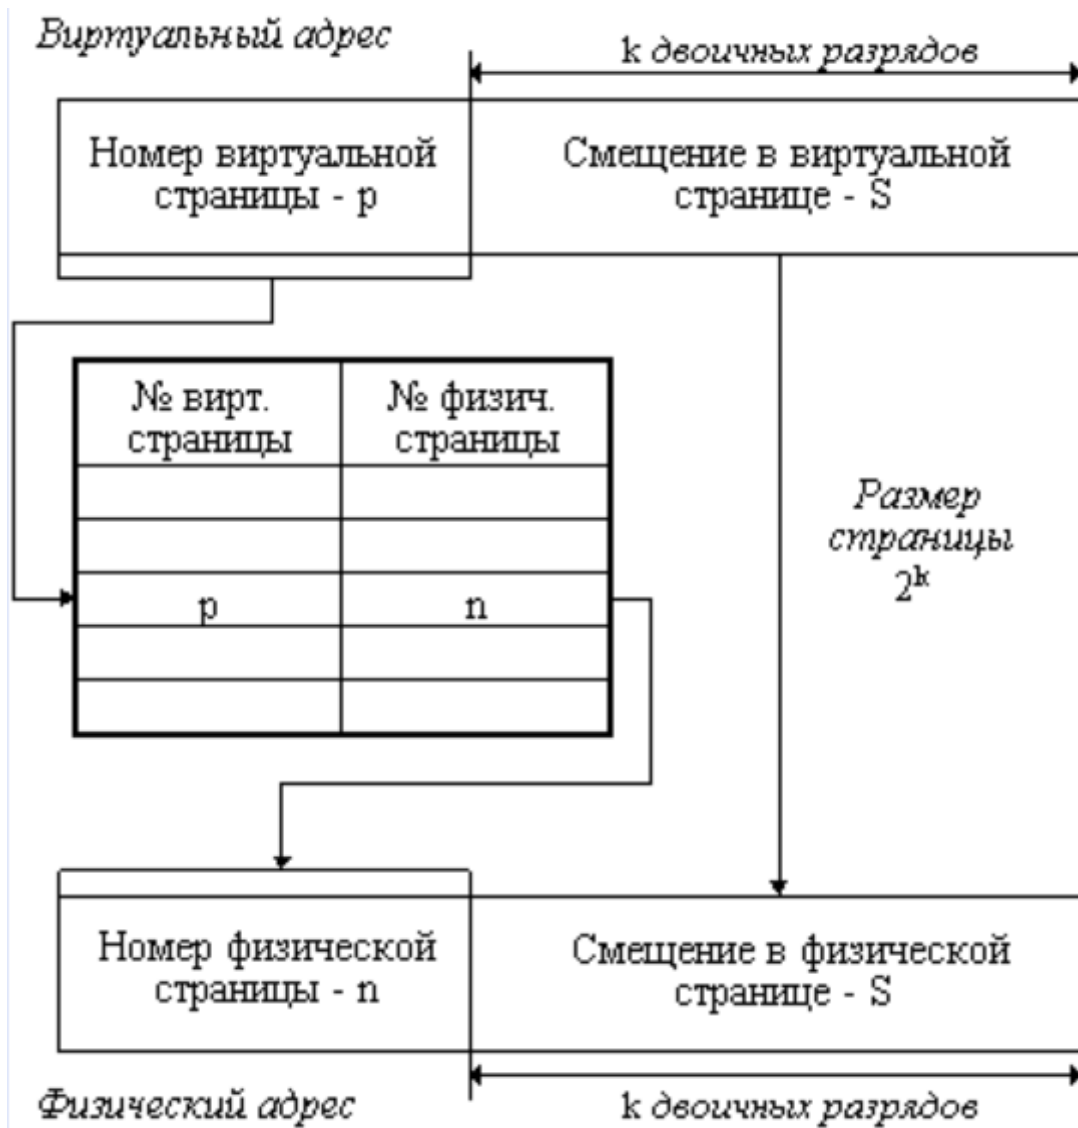 Виртуальный адрес
k двоичных разрядов
Номер виртуальной
страницы - p
Смещение в виртуальной
странице - S
№ вирт.
страницы
№ физич.
страницы
Размер
страницы
2ᵏ
p
n
Номер физической
страницы - n
Смещение в физической
странице - S
Физический адрес
k двоичных разрядов